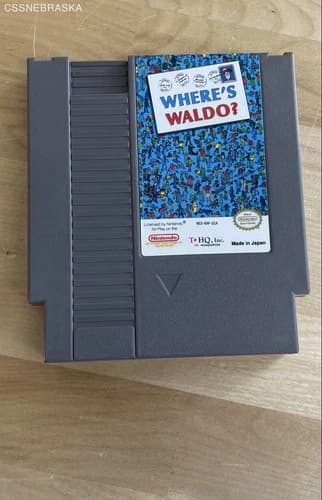 CSSNEBRASKA
WHERE'S
WALDO?
Licensed by Nintendo®
for Play on the
Nintendo
T•HQ, Inc.
Made in Japan